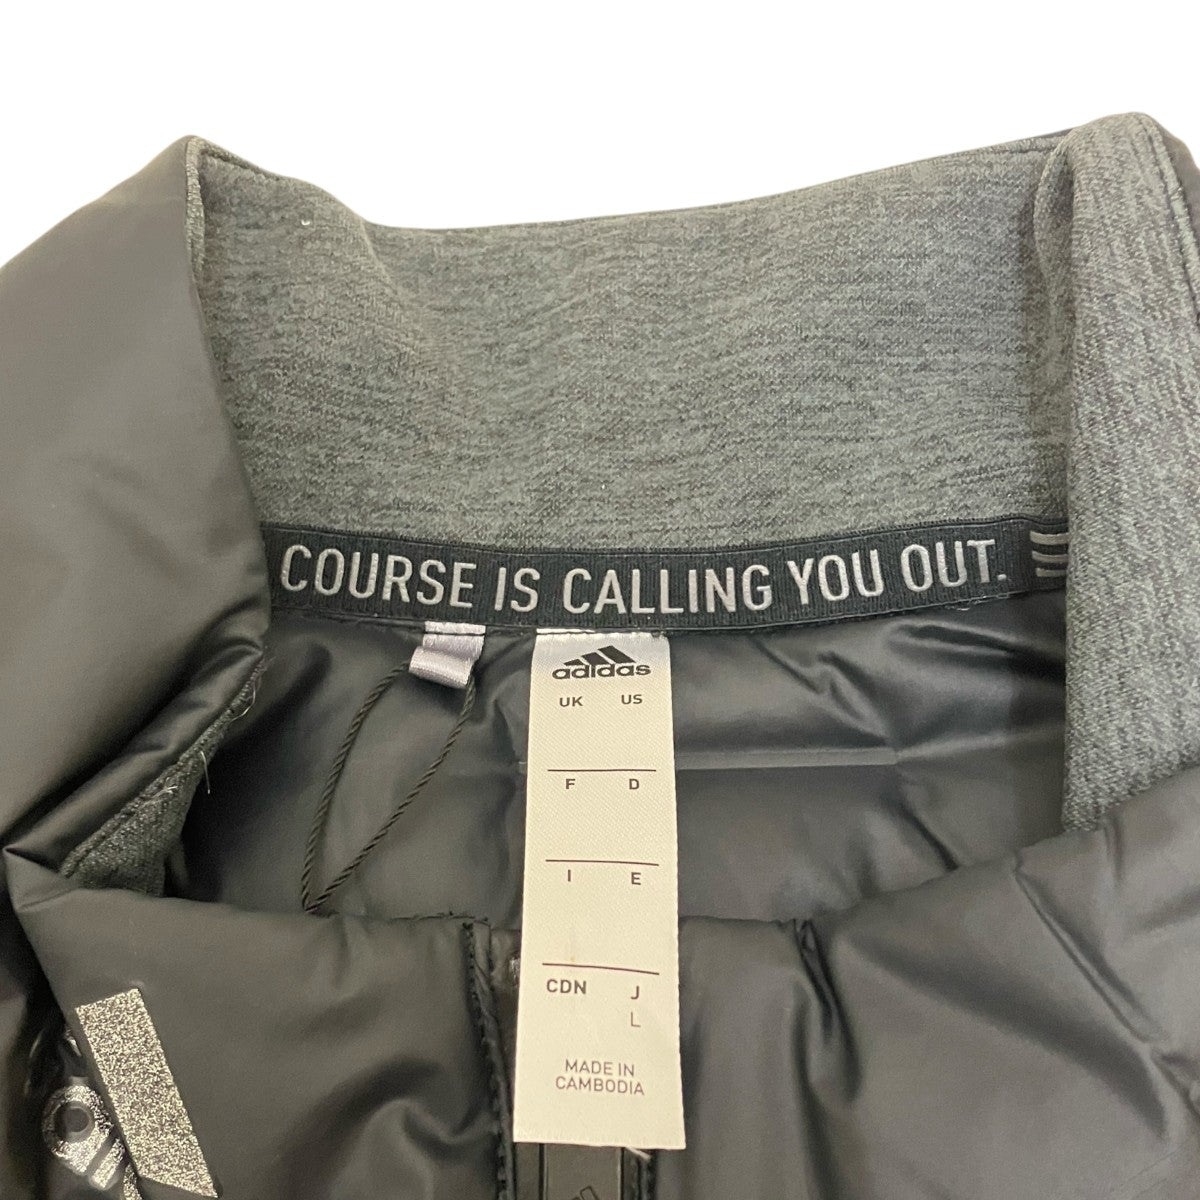 COURSE IS CALLING YOU OUT.
adidas
UK US
F D
I E
CDN J
L
MADE IN
CAMBODIA